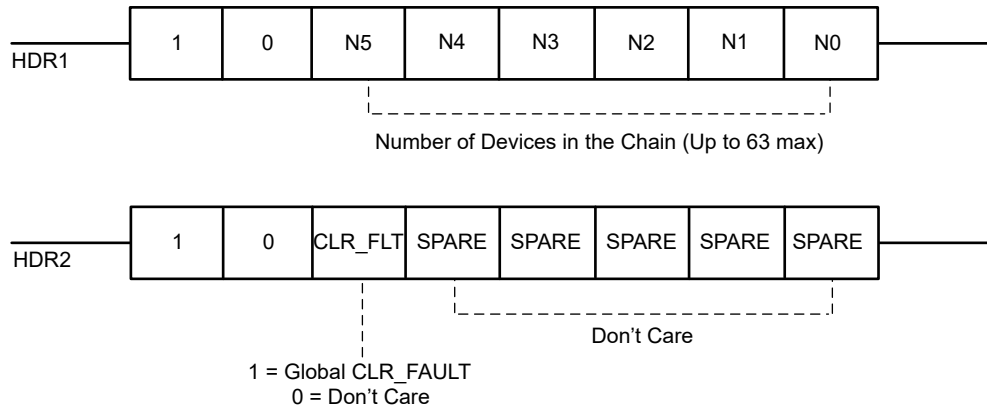 HDR1 1 0 N5 N4 N3 N2 N1 N0
Number of Devices in the Chain (Up to 63 max)
HDR2 1 0 CLR_FLT SPARE SPARE SPARE SPARE SPARE
Don't Care
1 = Global CLR_FAULT
0 = Don't Care